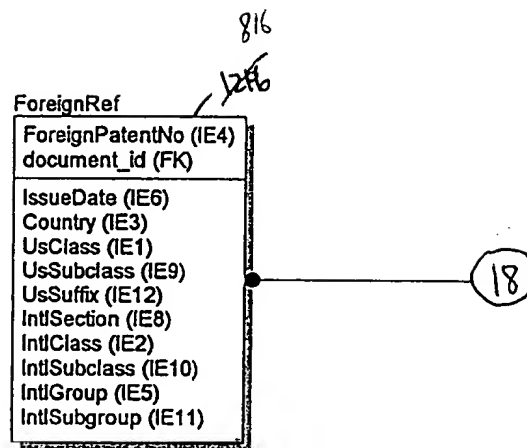 816
ForeignRef
ForeignPatentNo (IE4)
document_id (FK)
IssueDate (IE6)
Country (IE3)
UsClass (IE1)
UsSubclass (IE9)
UsSuffix (IE12)
IntlSection (IE8)
IntlClass (IE2)
IntlSubclass (IE10)
IntlGroup (IE5)
IntlSubgroup (IE11)
18